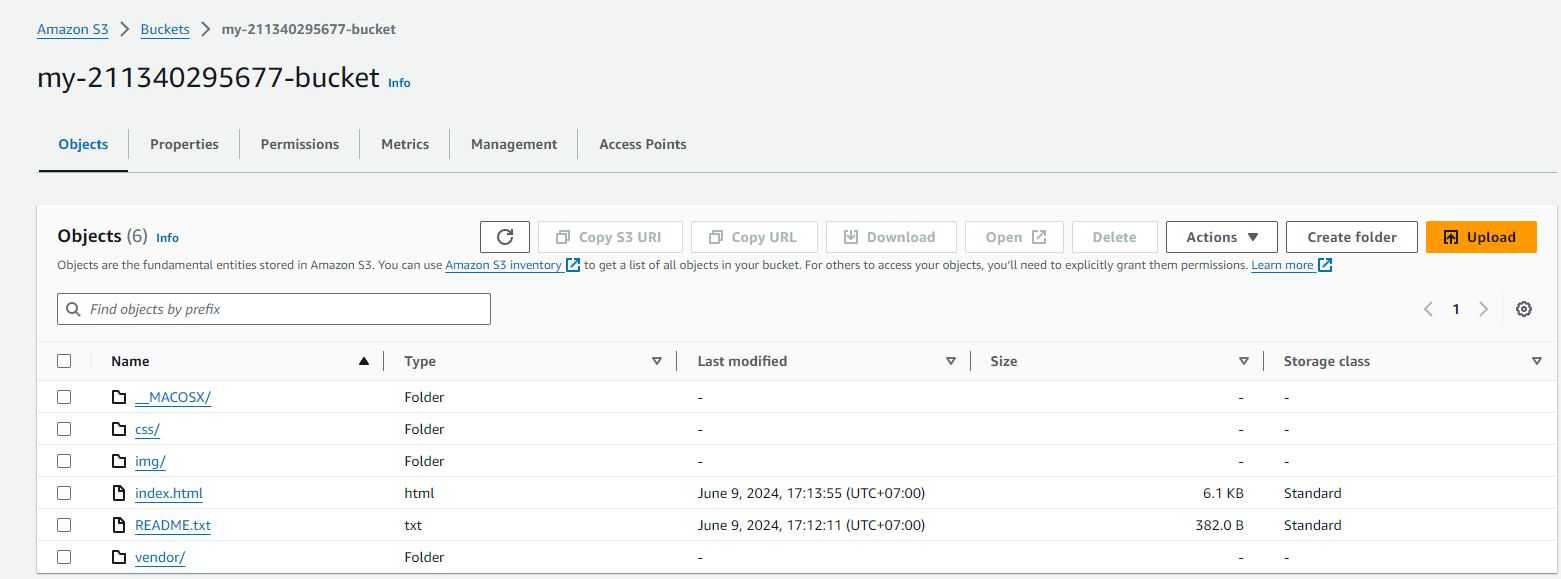 Amazon S3 > Buckets > my-211340295677-bucket
my-211340295677-bucket Info
Objects Properties Permissions Metrics Management Access Points
Objects (6) Info Copy S3 URI Copy URL Download Open Delete Actions Create folder Upload
Objects are the fundamental entities stored in Amazon S3. You can use Amazon S3 inventory to get a list of all objects in your bucket. For others to access your objects, you'll need to explicitly grant them permissions. Learn more
Find objects by prefix 1
Name Type Last modified Size Storage class
__MACOSX/ Folder - - -
css/ Folder - - -
img/ Folder - - -
index.html html June 9, 2024, 17:13:55 (UTC+07:00) 6.1 KB Standard
README.txt txt June 9, 2024, 17:12:11 (UTC+07:00) 382.0 B Standard
vendor/ Folder - - -